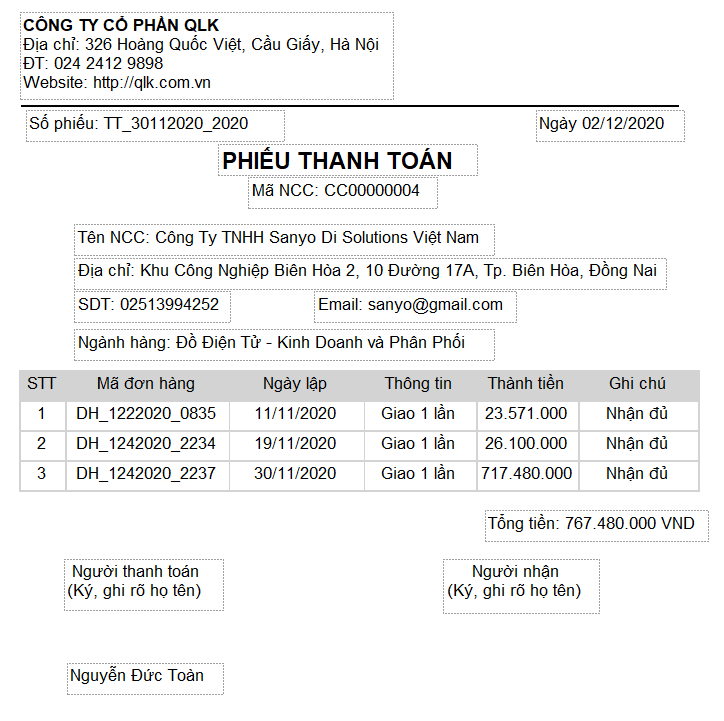 CÔNG TY CỔ PHẦN QLK
Địa chỉ: 326 Hoàng Quốc Việt, Cầu Giấy, Hà Nội
ĐT: 024 2412 9898
Website: http://qlk.com.vn
Số phiếu: TT_30112020_2020 Ngày 02/12/2020
PHIẾU THANH TOÁN
Mã NCC: CC00000004
Tên NCC: Công Ty TNHH Sanyo Di Solutions Việt Nam
Địa chỉ: Khu Công Nghiệp Biên Hòa 2, 10 Đường 17A, Tp. Biên Hòa, Đồng Nai
SDT: 02513994252 Email: sanyo@gmail.com
Ngành hàng: Đồ Điện Tử - Kinh Doanh và Phân Phối
STT Mã đơn hàng Ngày lập Thông tin Thành tiền Ghi chú
1 DH_1222020_0835 11/11/2020 Giao 1 lần 23.571.000 Nhận đủ
2 DH_1242020_2234 19/11/2020 Giao 1 lần 26.100.000 Nhận đủ
3 DH_1242020_2237 30/11/2020 Giao 1 lần 717.480.000 Nhận đủ
Tổng tiền: 767.480.000 VND
Người thanh toán Người nhận
(Ký, ghi rõ họ tên) (Ký, ghi rõ họ tên)
Nguyễn Đức Toàn